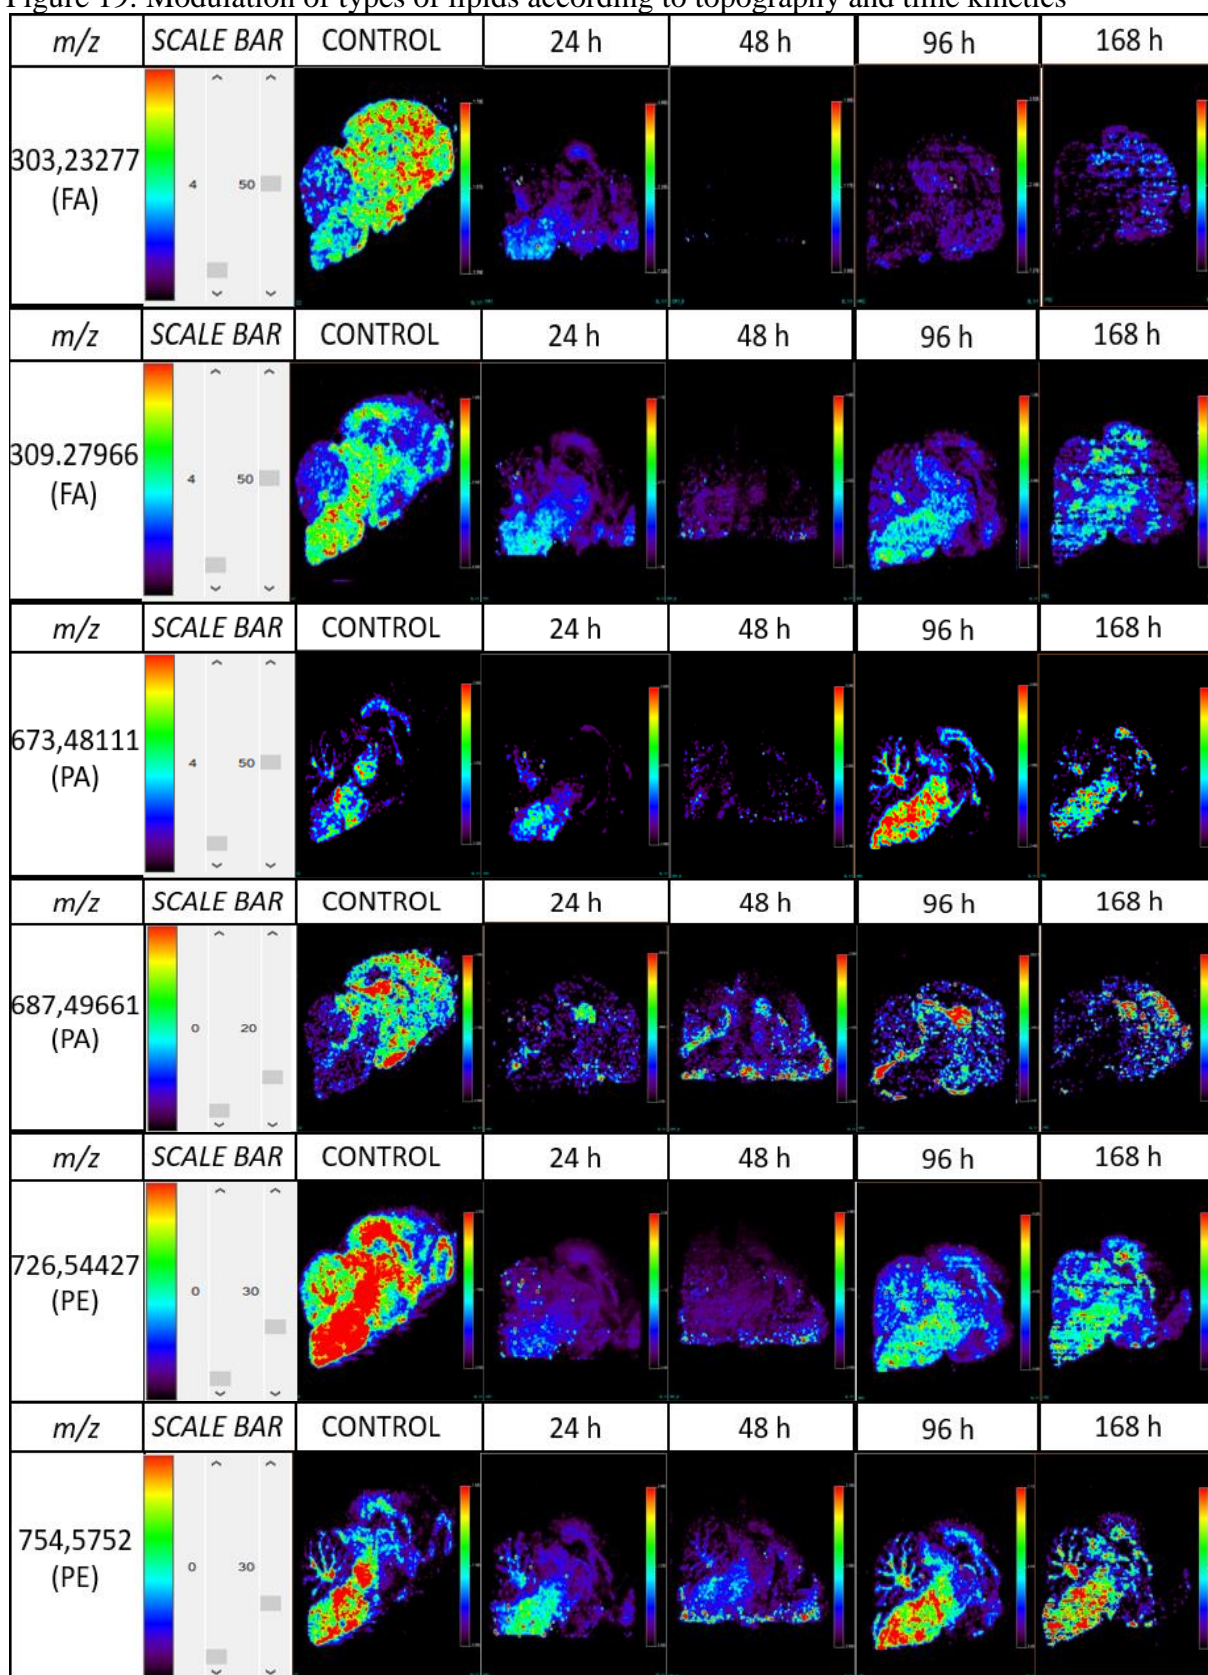 Figure 19: Modulation of types of lipids according to topography and time kinetics
m/z SCALE BAR CONTROL 24 h 48 h 96 h 168 h
303,23277
(FA)
4 50
m/z SCALE BAR CONTROL 24 h 48 h 96 h 168 h
309.27966
(FA)
4 50
m/z SCALE BAR CONTROL 24 h 48 h 96 h 168 h
673,48111
(PA)
4 50
m/z SCALE BAR CONTROL 24 h 48 h 96 h 168 h
687,49661
(PA)
0 20
m/z SCALE BAR CONTROL 24 h 48 h 96 h 168 h
726,54427
(PE)
0 30
m/z SCALE BAR CONTROL 24 h 48 h 96 h 168 h
754,5752
(PE)
0 30